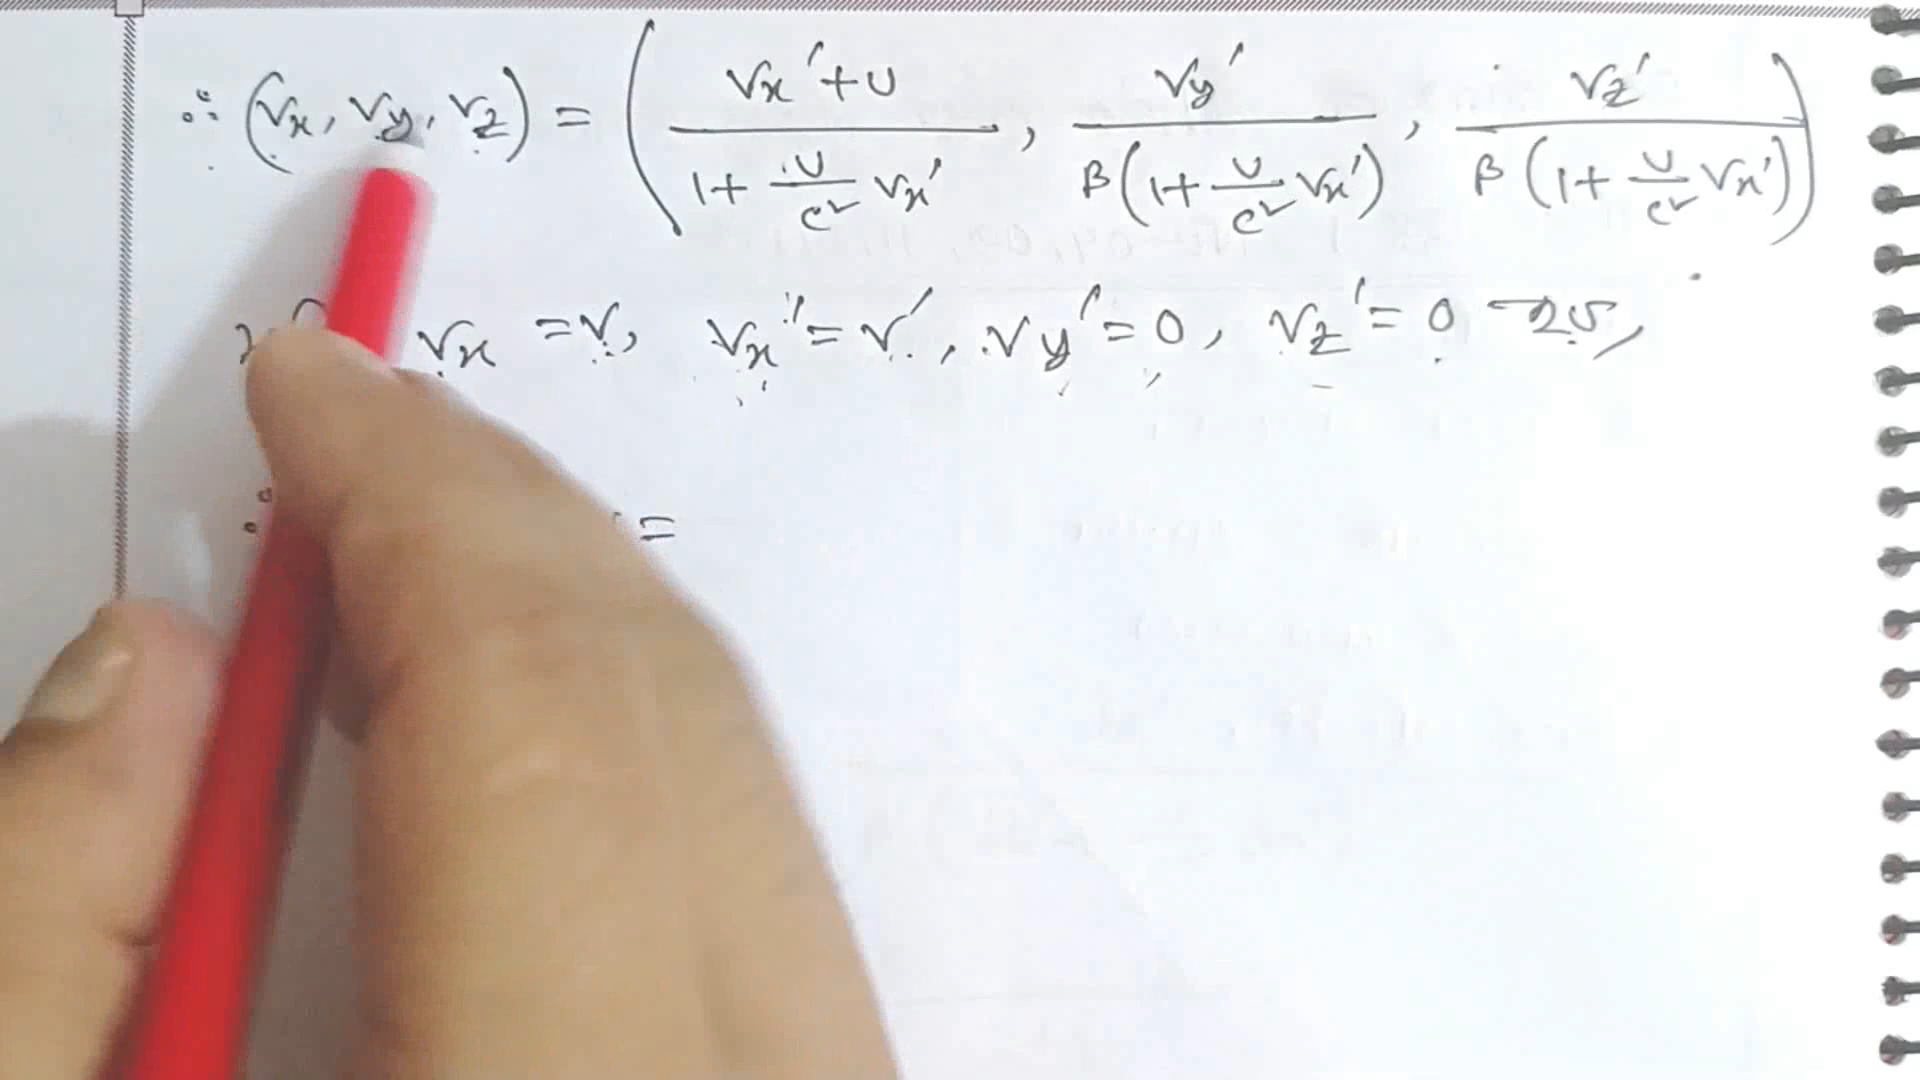 ∴ (Vx, Vy, Vz) = ( (Vx' + U) / (1 + U/c² Vx') , Vy' / (β(1 + U/c² Vx')) , Vz' / (β(1 + U/c² Vx')) )
Vx = V, Vx' = V', Vy' = 0, Vz' = 0
=